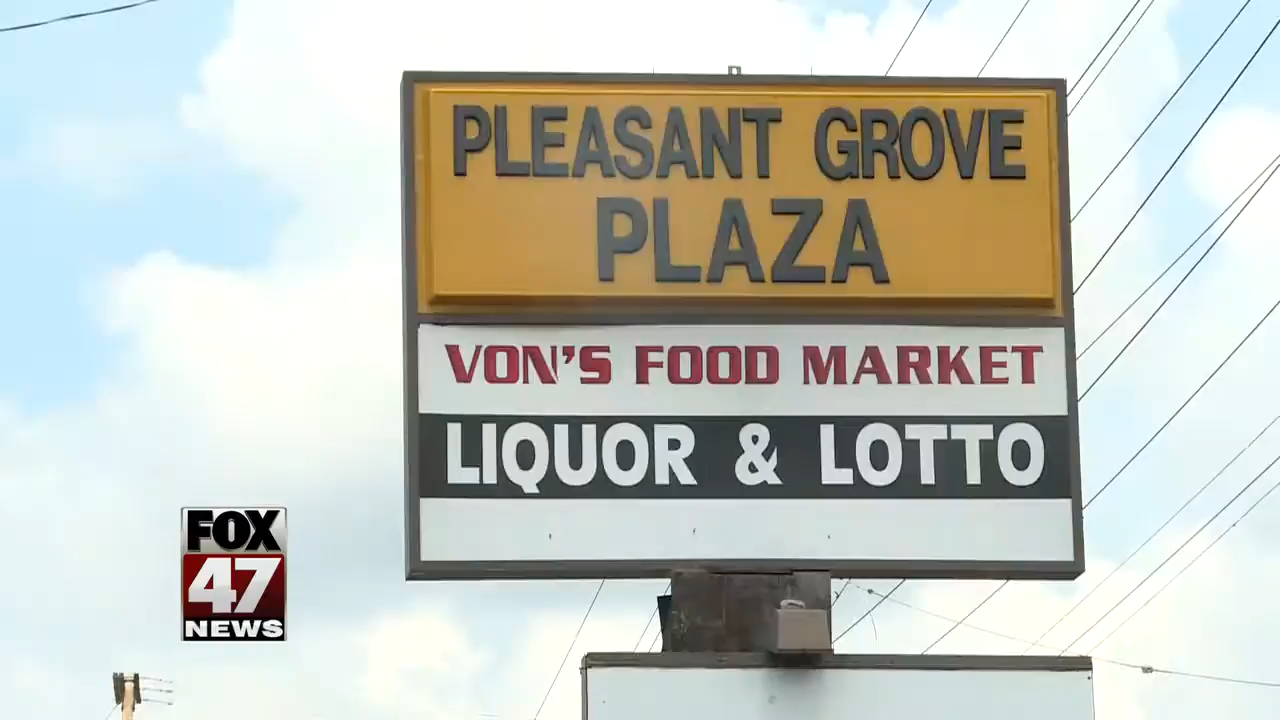 PLEASANT GROVE
PLAZA
VON'S FOOD MARKET
LIQUOR & LOTTO
FOX
47
NEWS